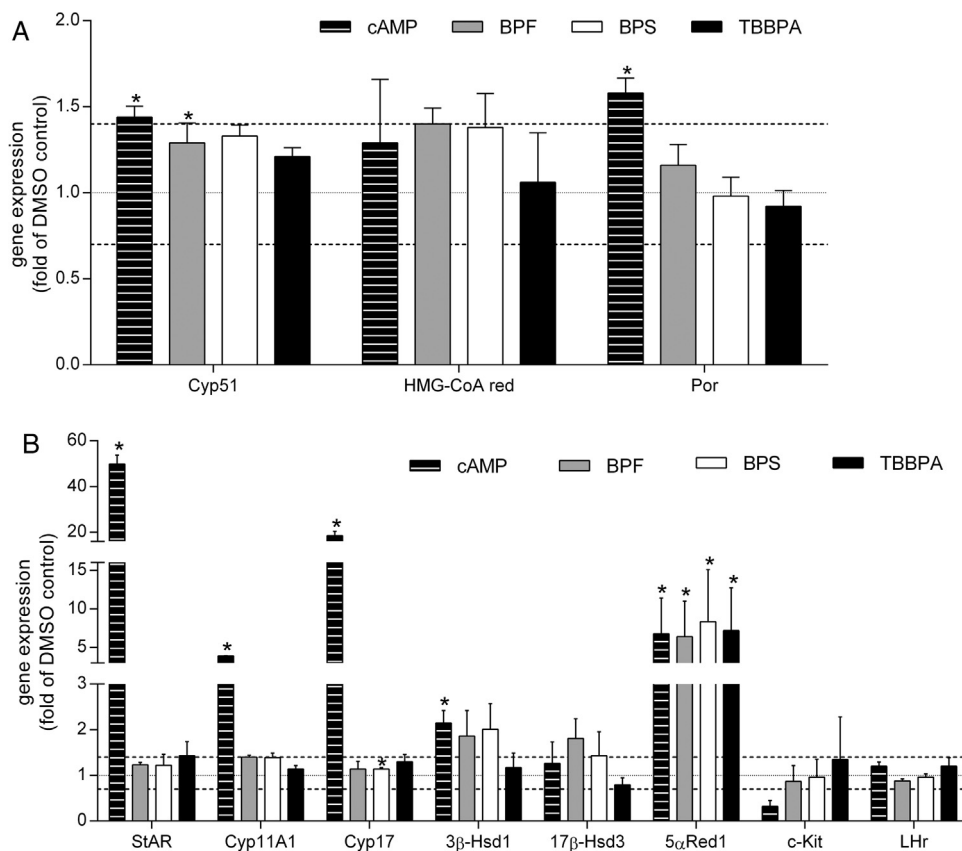 A
cAMP BPF BPS TBBPA
gene expression
(fold of DMSO control)
2.0
1.5
1.0
0.5
0.0
* * *
Cyp51 HMG-CoA red Por
B
cAMP BPF BPS TBBPA
gene expression
(fold of DMSO control)
60
40
20
15
10
5
3
2
1
0
* * * * * * * * *
StAR Cyp11A1 Cyp17 3β-Hsd1 17β-Hsd3 5αRed1 c-Kit LHr